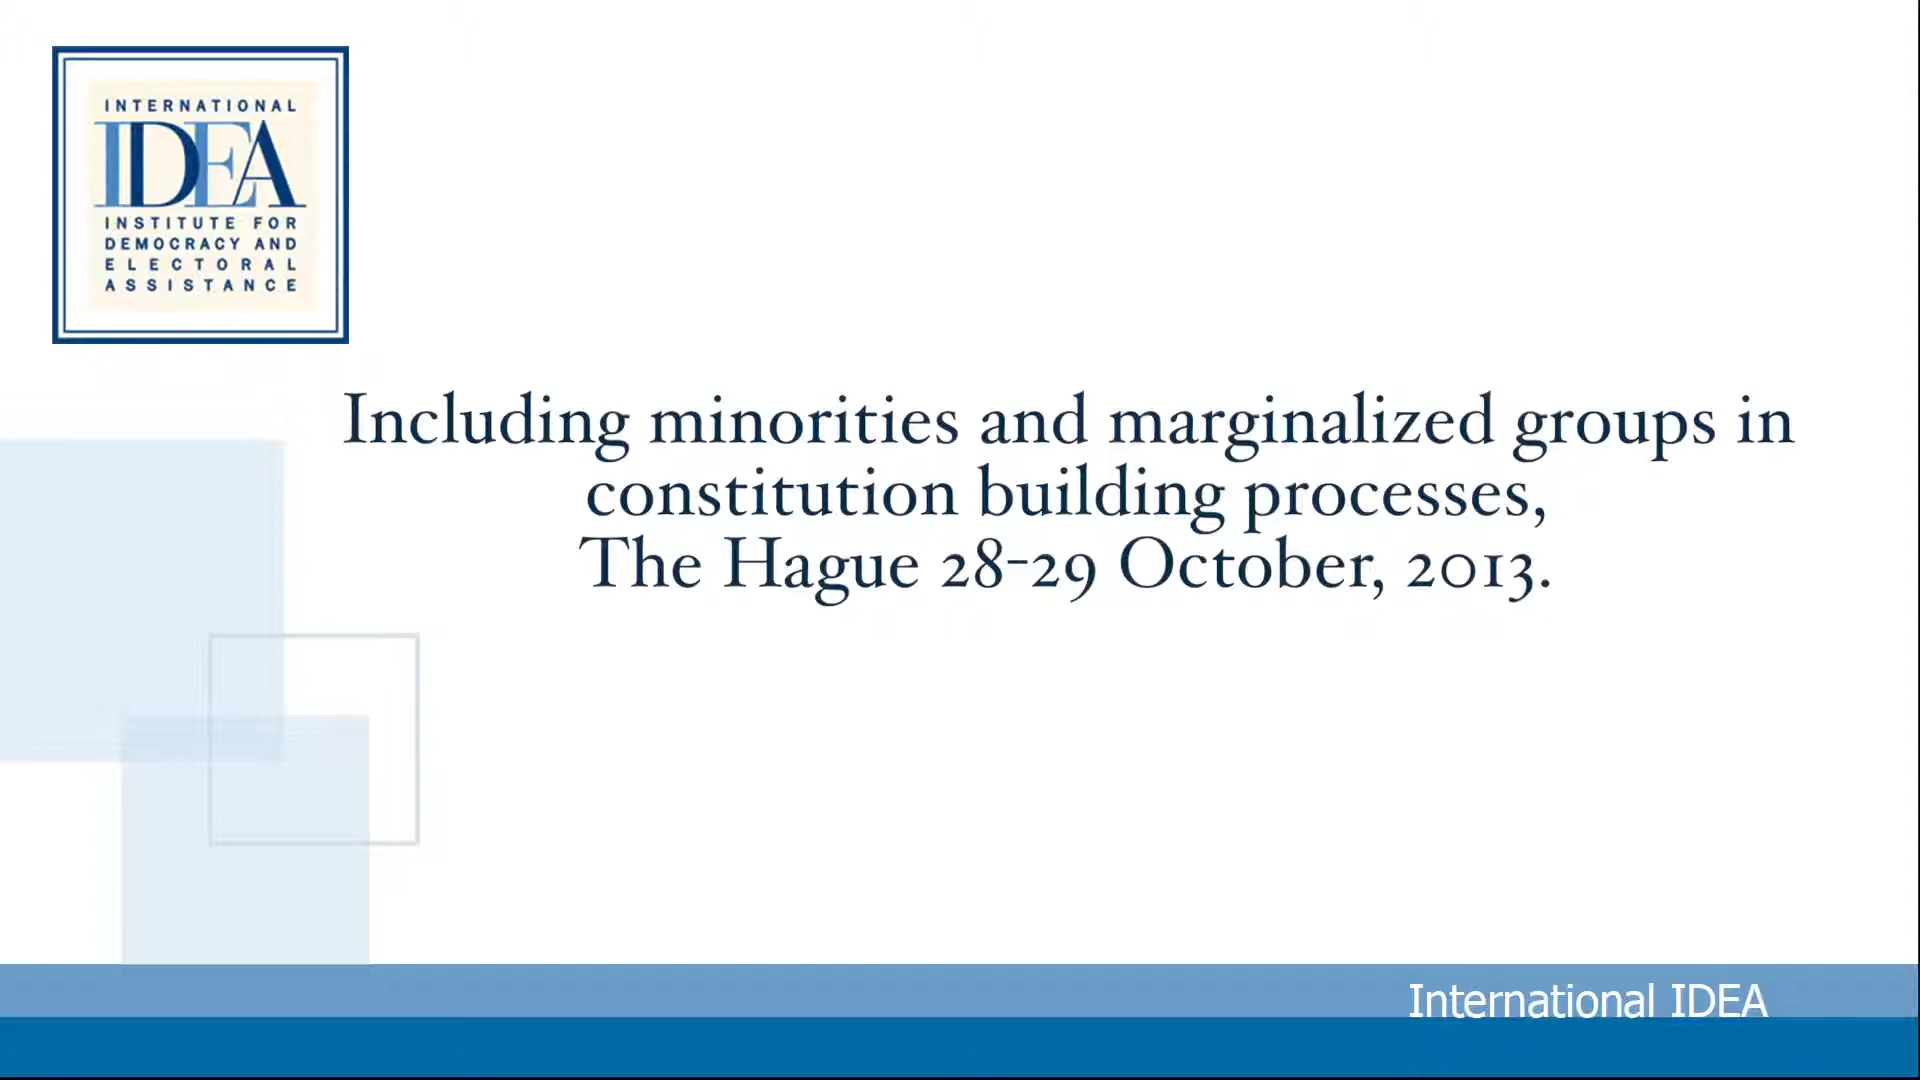 INTERNATIONAL
IDEA
INSTITUTE FOR
DEMOCRACY AND
ELECTORAL
ASSISTANCE
Including minorities and marginalized groups in
constitution building processes,
The Hague 28-29 October, 2013.
International IDEA